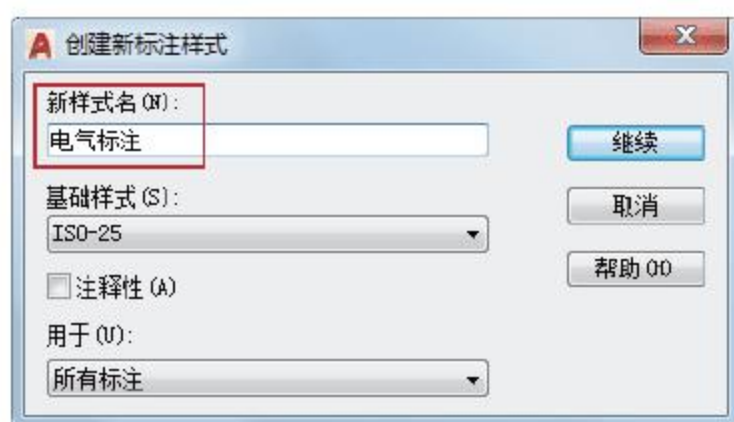 创建新标注样式
新样式名(N):
电气标注
继续
基础样式(S):
取消
ISO-25
帮助(H)
注释性(A)
用于(U):
所有标注